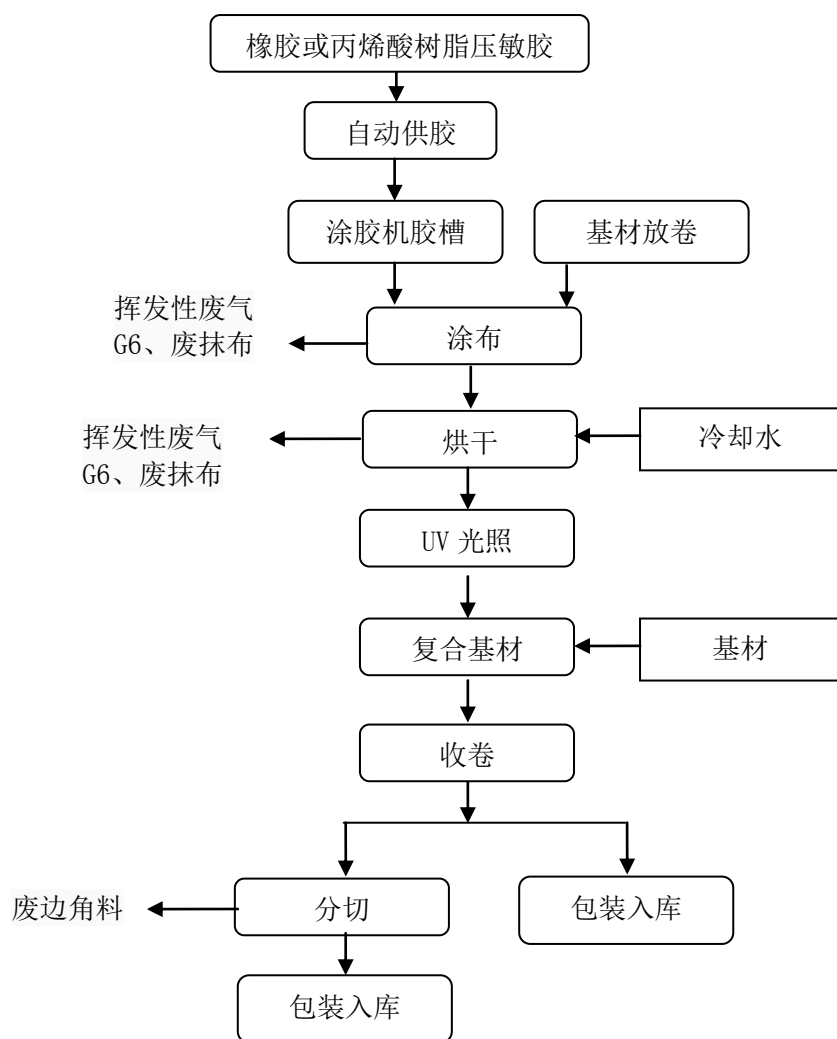 橡胶或丙烯酸树脂压敏胶
自动供胶
涂胶机胶槽
基材放卷
挥发性废气
G6、废抹布
涂布
挥发性废气
G6、废抹布
烘干
冷却水
UV 光照
复合基材
基材
收卷
废边角料
分切
包装入库
包装入库